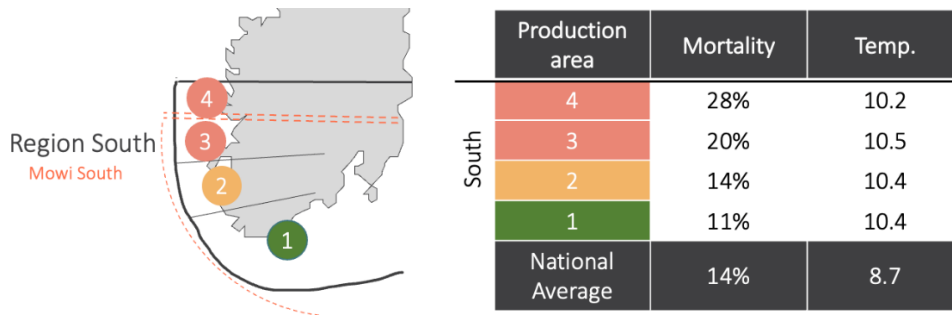 4
3
Region South
Mowi South
2
1
Production area
Mortality
Temp.
South
4
28%
10.2
3
20%
10.5
2
14%
10.4
1
11%
10.4
National Average
14%
8.7